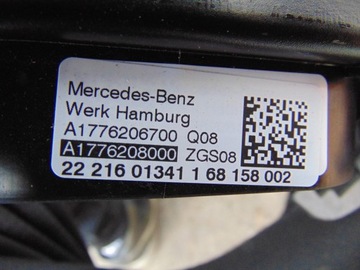 Mercedes-Benz
Werk Hamburg
A1776206700 Q08
A1776208000 ZGS08
22 216 01341 1 68 158 002